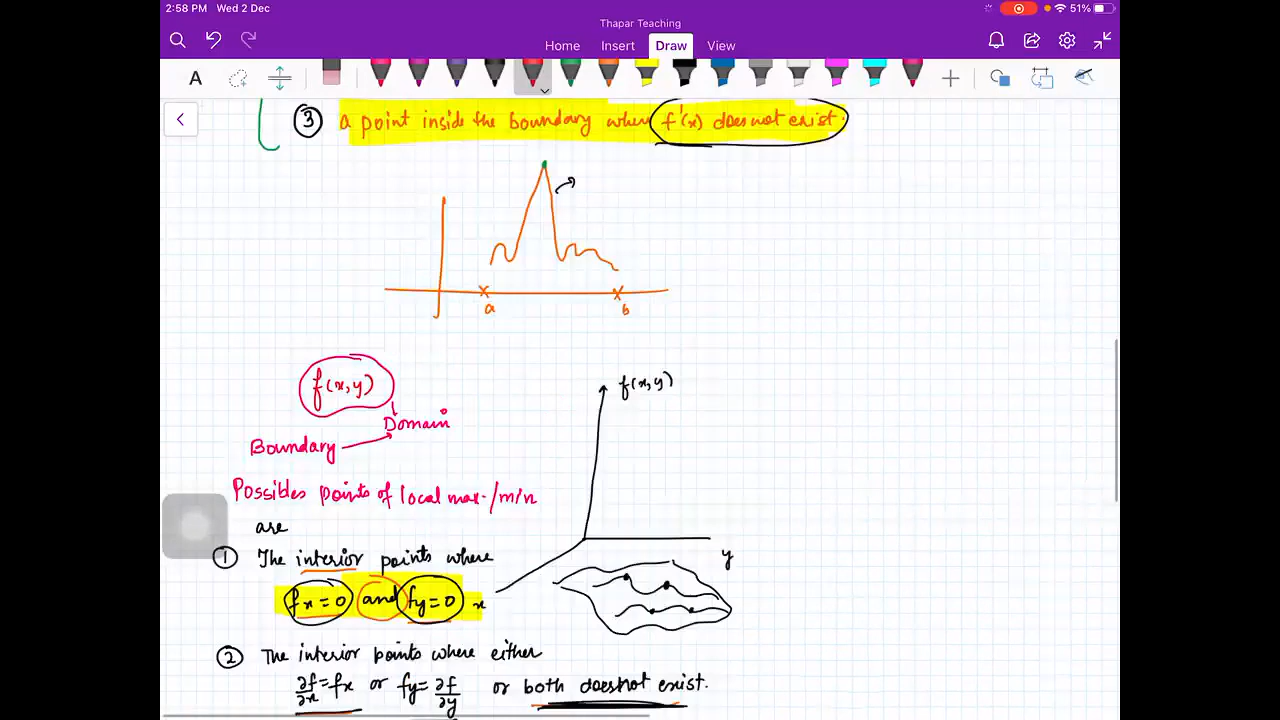 2:58 PM Wed 2 Dec
51%
Thapar Teaching
Home Insert Draw View
A
③ a point inside the boundary where f'(x) does not exist.
a
b
f(x,y)
Domain
Boundary
f(x,y)
Possibles points of local max./min
are
y
① The interior points where
fx=0 and fy=0
x
② The interior points where either
∂f/∂x=fx or fy=∂f/∂y or both does not exist.